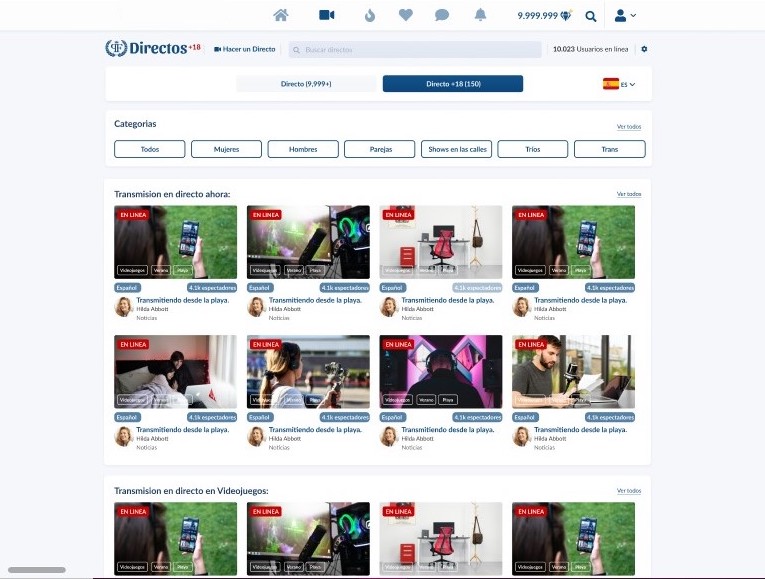 9.999.999
Directos +18
Hacer un Directo
Buscar directos
10.023 Usuarios en línea
Directo (9,999+)
Directo +18 (150)
ES
Categorias
Ver todos
Todos
Mujeres
Hombres
Parejas
Shows en las calles
Trios
Trans
Transmision en directo ahora:
Ver todos
EN LINEA
EN LINEA
EN LINEA
EN LINEA
Videojuegos Verano Playa
Videojuegos Verano Playa
Videojuegos Verano Playa
Videojuegos Verano Playa
Español 4.1k espectadores
Español 4.1k espectadores
Español 4.1k espectadores
Español 4.1k espectadores
Transmitiendo desde la playa.
Hilda Abbott
Noticias
Transmitiendo desde la playa.
Hilda Abbott
Noticias
Transmitiendo desde la playa.
Hilda Abbott
Noticias
Transmitiendo desde la playa.
Hilda Abbott
Noticias
EN LINEA
EN LINEA
EN LINEA
EN LINEA
Videojuegos Verano Playa
Videojuegos Verano Playa
Videojuegos Verano Playa
Videojuegos Verano Playa
Español 4.1k espectadores
Español 4.1k espectadores
Español 4.1k espectadores
Español 4.1k espectadores
Transmitiendo desde la playa.
Hilda Abbott
Noticias
Transmitiendo desde la playa.
Hilda Abbott
Noticias
Transmitiendo desde la playa.
Hilda Abbott
Noticias
Transmitiendo desde la playa.
Hilda Abbott
Noticias
Transmision en directo en Videojuegos:
Ver todos
EN LINEA
EN LINEA
EN LINEA
EN LINEA
Videojuegos Verano Playa
Videojuegos Verano Playa
Videojuegos Verano Playa
Videojuegos Verano Playa